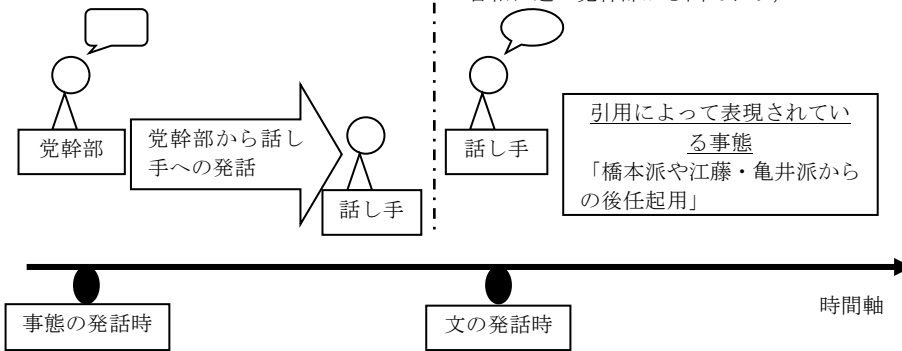 党幹部
党幹部から話し
手への発話
話し手
話し手
引用によって表現されてい
る事態
「橋本派や江藤・亀井派から
の後任起用」
事態の発話時
文の発話時
時間軸